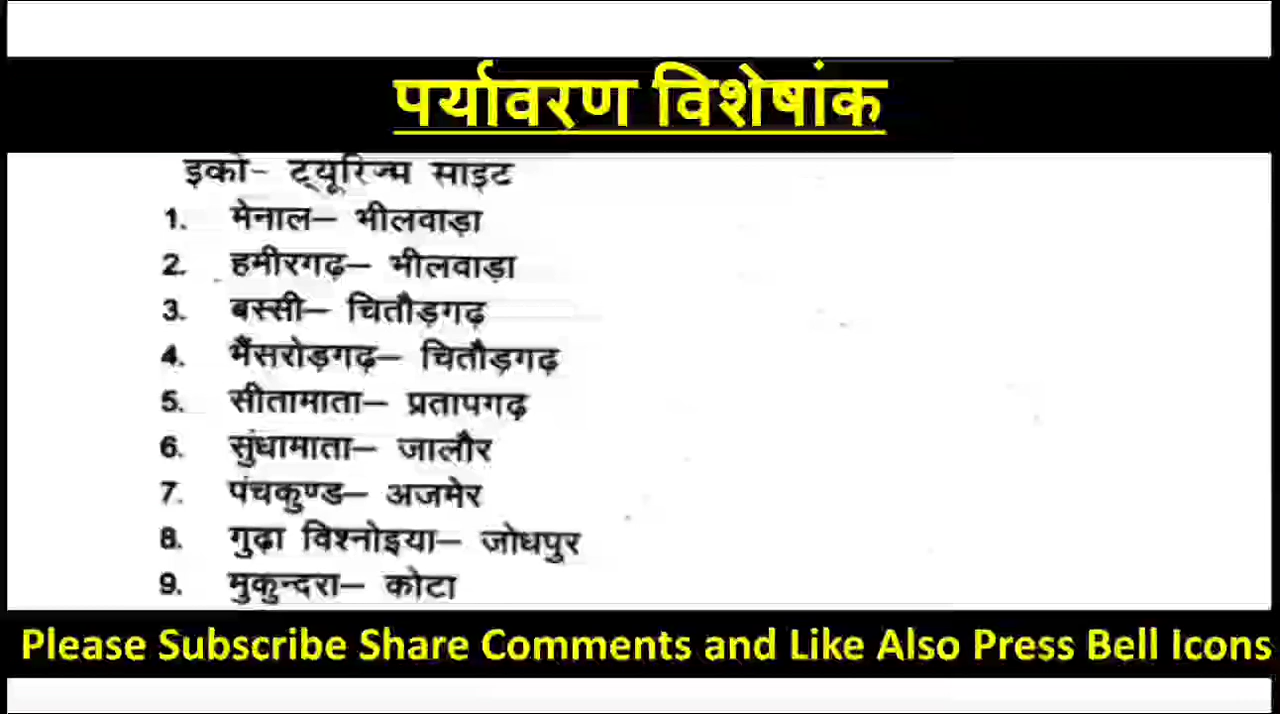 पर्यावरण विशेषांक
इको- ट्यूरिज्म साइट
1. मेनाल– भीलवाड़ा
2. हमीरगढ़– भीलवाड़ा
3. बस्सी– चितौड़गढ़
4. भैंसरोड़गढ़– चितौड़गढ़
5. सीतामाता– प्रतापगढ़
6. सुंधामाता– जालौर
7. पंचकुण्ड– अजमेर
8. गुढ़ा विश्नोइया– जोधपुर
9. मुकुन्दरा– कोटा
Please Subscribe Share Comments and Like Also Press Bell Icons